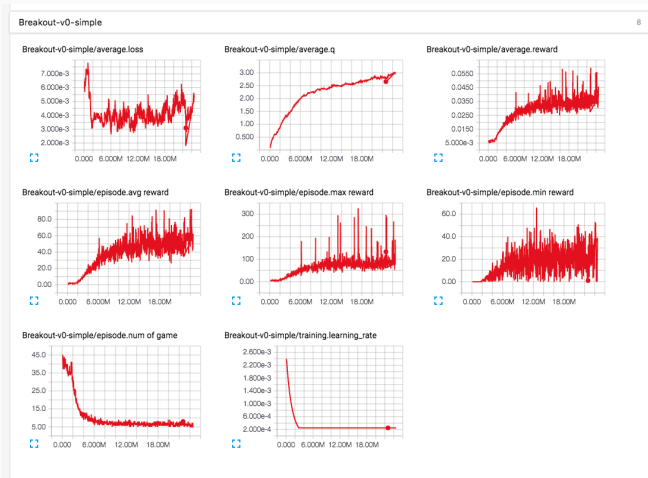 Breakout-v0-simple 8
Breakout-v0-simple/average.loss
7.000e-3
6.000e-3
5.000e-3
4.000e-3
3.000e-3
2.000e-3
0.000 6.000M 12.00M 18.00M
Breakout-v0-simple/average.q
3.00
2.50
2.00
1.50
1.00
0.500
0.000 6.000M 12.00M 18.00M
Breakout-v0-simple/average.reward
0.0550
0.0450
0.0350
0.0250
0.0150
5.000e-3
0.000 6.000M 12.00M 18.00M
Breakout-v0-simple/episode.avg reward
80.0
60.0
40.0
20.0
0.00
0.000 6.000M 12.00M 18.00M
Breakout-v0-simple/episode.max reward
300
200
100
0.00
0.000 6.000M 12.00M 18.00M
Breakout-v0-simple/episode.min reward
60.0
40.0
20.0
0.00
0.000 6.000M 12.00M 18.00M
Breakout-v0-simple/episode.num of game
45.0
35.0
25.0
15.0
5.00
0.000 6.000M 12.00M 18.00M
Breakout-v0-simple/training.learning_rate
2.600e-3
2.200e-3
1.800e-3
1.400e-3
1.000e-3
6.000e-4
2.000e-4
0.000 6.000M 12.00M 18.00M